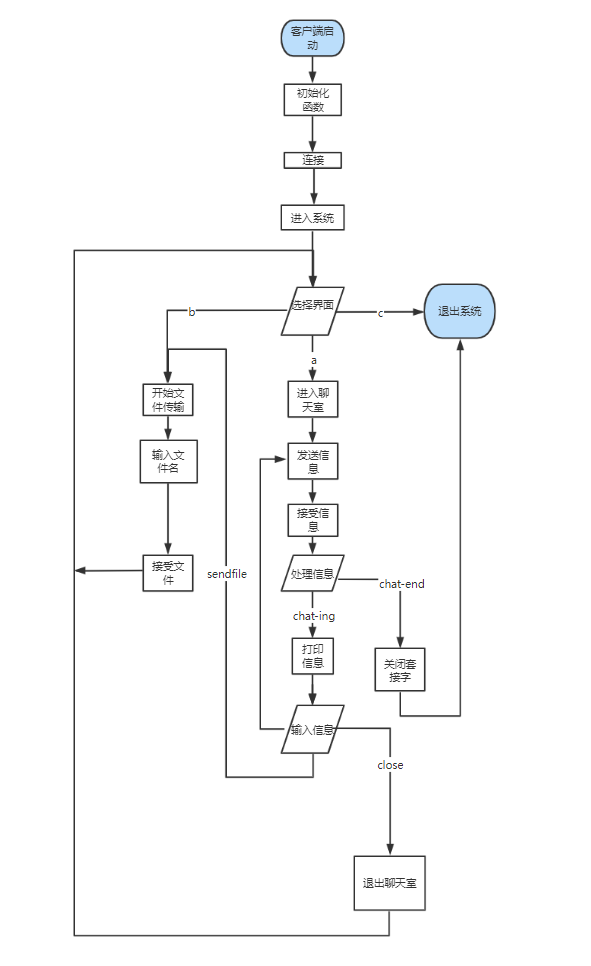 客户端启
动
初始化
函数
连接
进入系统
选择界面
退出系统
b
c
a
开始文
件传输
进入聊
天室
输入文
件名
发送信
息
接受信
息
接受文
件
sendfile
处理信息
chat-end
chat-ing
打印
信息
关闭套
接字
输入信息
close
退出聊天室